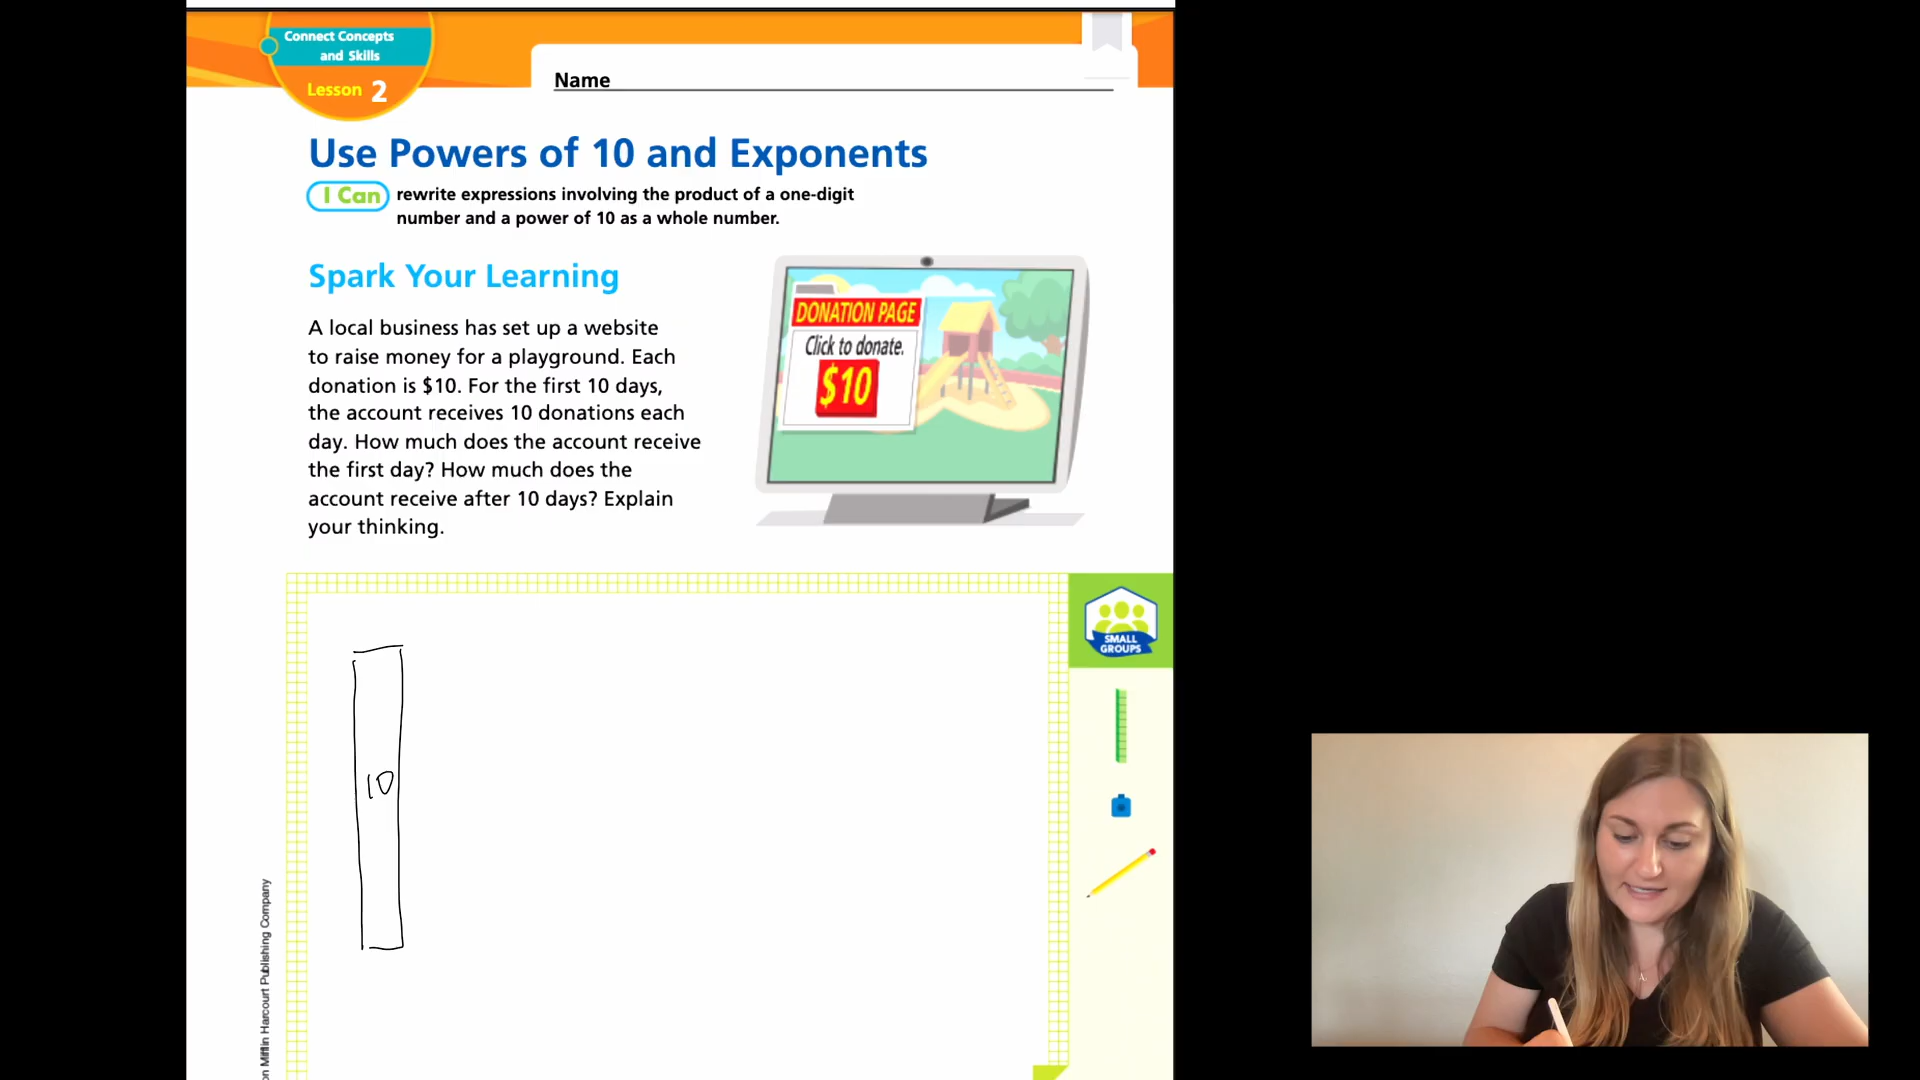 Connect Concepts
and Skills
Lesson 2
Name
Use Powers of 10 and Exponents
I Can rewrite expressions involving the product of a one-digit
number and a power of 10 as a whole number.
Spark Your Learning
A local business has set up a website
to raise money for a playground. Each
donation is $10. For the first 10 days,
the account receives 10 donations each
day. How much does the account receive
the first day? How much does the
account receive after 10 days? Explain
your thinking.
DONATION PAGE
Click to donate.
$10
SMALL
GROUPS
10
on Mifflin Harcourt Publishing Company